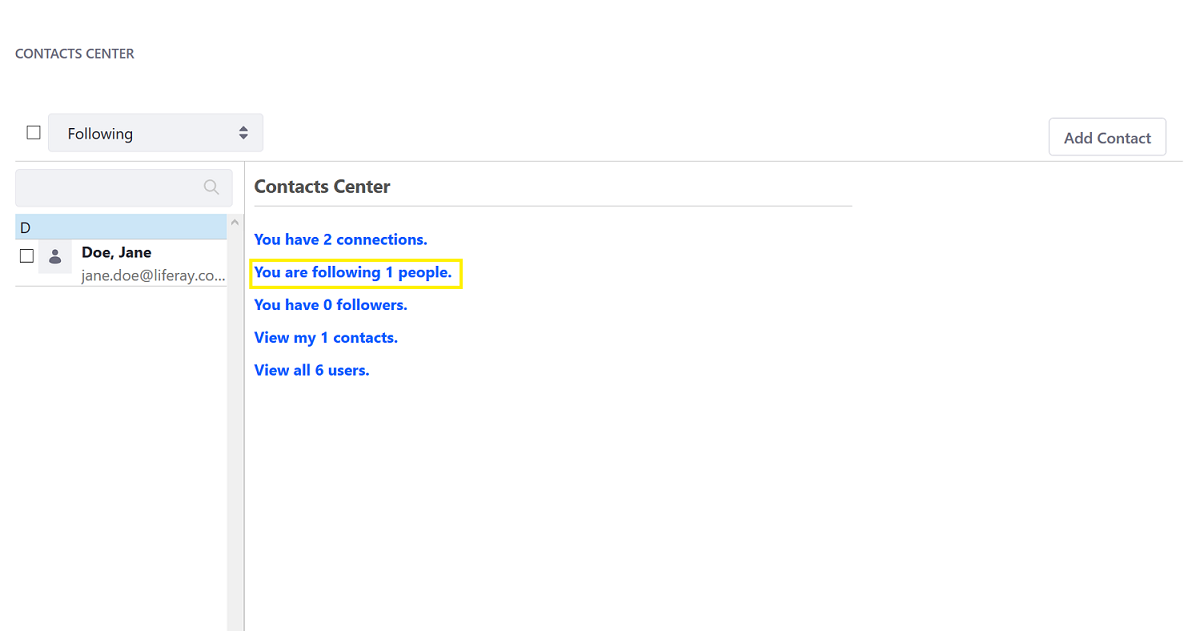 CONTACTS CENTER
Following
Add Contact
Contacts Center
D
Doe, Jane
jane.doe@liferay.co...
You have 2 connections.
You are following 1 people.
You have 0 followers.
View my 1 contacts.
View all 6 users.